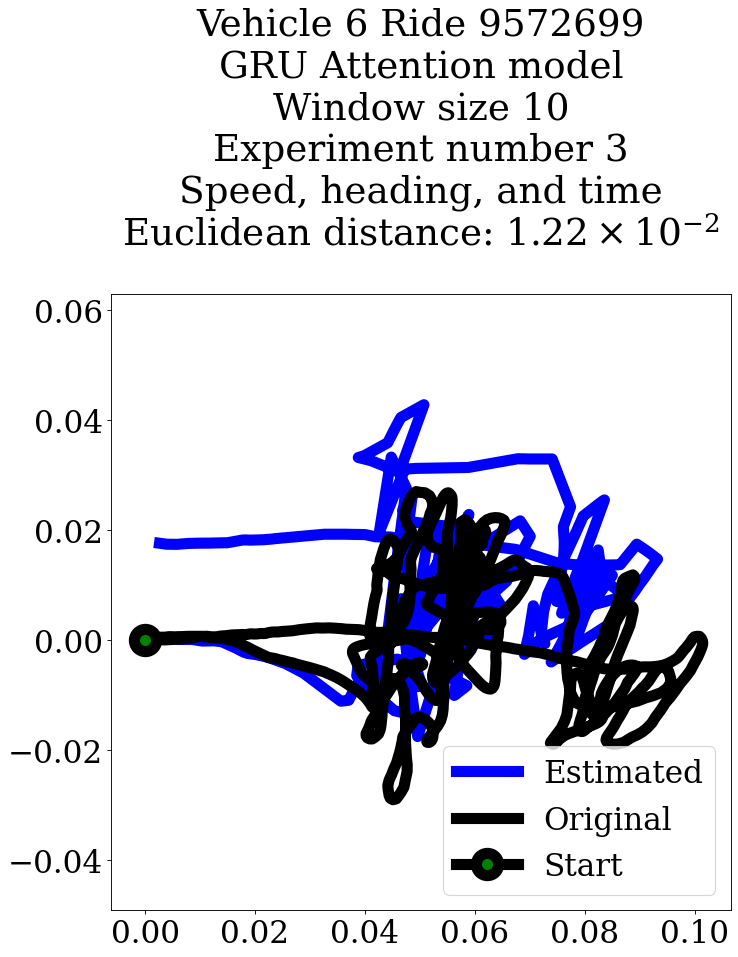 Vehicle 6 Ride 9572699
GRU Attention model
Window size 10
Experiment number 3
Speed, heading, and time
Euclidean distance: 1.22 × 10⁻²
0.06
0.04
0.02
0.00
−0.02
−0.04
Estimated
Original
Start
0.00 0.02 0.04 0.06 0.08 0.10